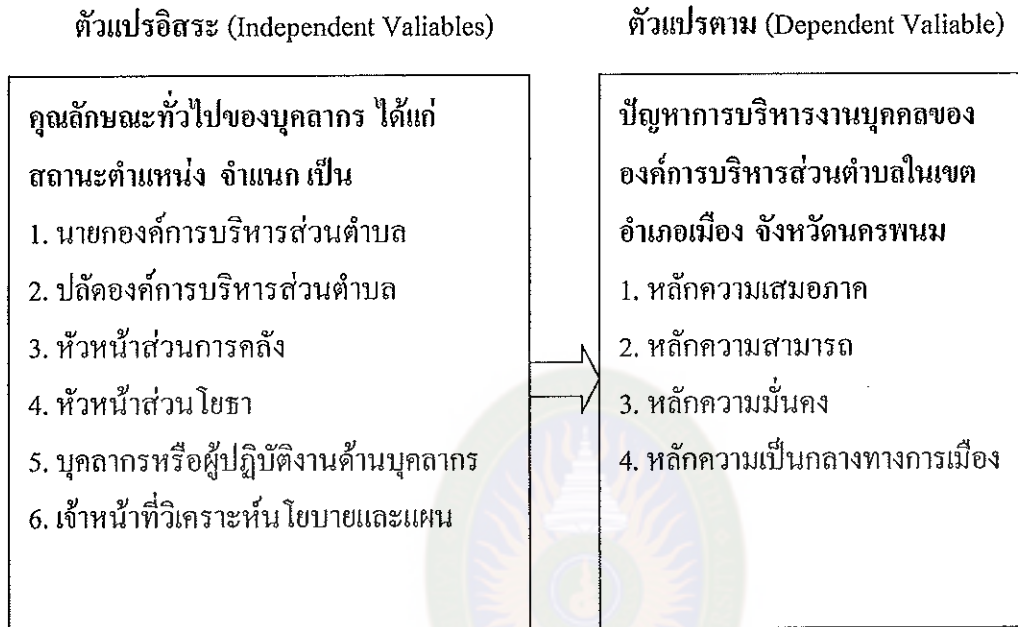 ตัวแปรอิสระ (Independent Valiables)
คุณลักษณะทั่วไปของบุคลากร ได้แก่
สถานะตำแหน่ง จำแนก เป็น
1. นายกองค์การบริหารส่วนตำบล
2. ปลัดองค์การบริหารส่วนตำบล
3. หัวหน้าส่วนการคลัง
4. หัวหน้าส่วนโยธา
5. บุคลากรหรือผู้ปฏิบัติงานด้านบุคลากร
6. เจ้าหน้าที่วิเคราะห์นโยบายและแผน
ตัวแปรตาม (Dependent Valiable)
ปัญหาการบริหารงานบุคคลของ
องค์การบริหารส่วนตำบลในเขต
อำเภอเมือง จังหวัดนครพนม
1. หลักความเสมอภาค
2. หลักความสามารถ
3. หลักความมั่นคง
4. หลักความเป็นกลางทางการเมือง